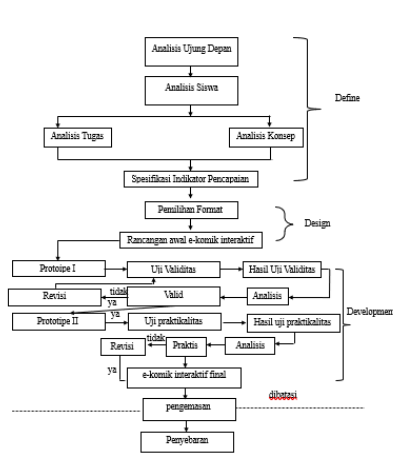 Analisis Ujung Depan
Analisis Siswa
Define
Analisis Tugas
Analisis Konsep
Spesifikasi Indikator Pencapaian
Pemilihan Format
Design
Rancangan awal e-komik interaktif
Protoipe I
Uji Validitas
Hasil Uji Validitas
Revisi
tidak
ya
Valid
Analisis
Development
Prototipe II
ya
Uji praktikalitas
Hasil uji praktikalitas
Revisi
tidak
Praktis
Analisis
ya
e-komik interaktif final
dibatasi
pengemasan
Penyebaran